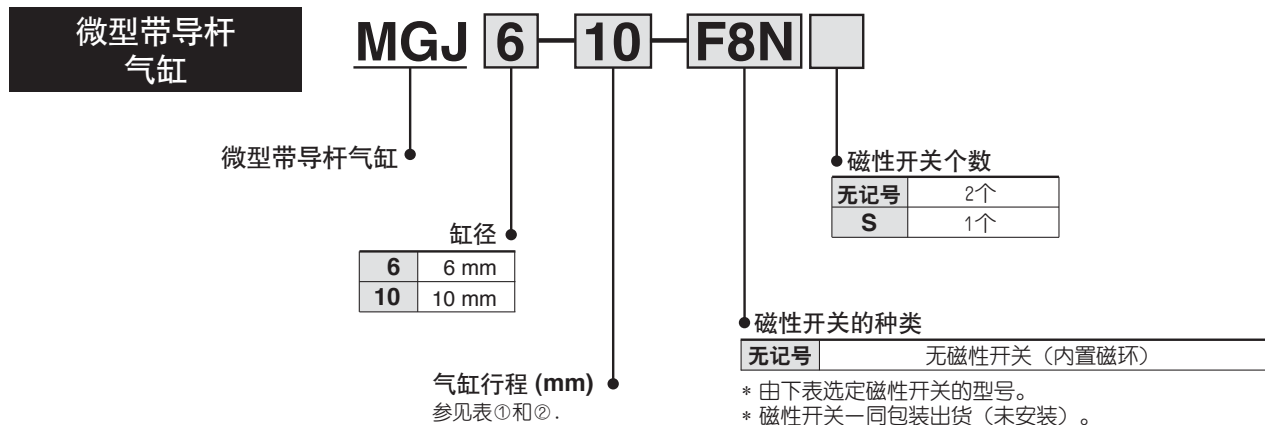 微型带导杆
气缸
MGJ 6-10-F8N
微型带导杆气缸
磁性开关个数
无记号 2个
S 1个
缸径
6 6 mm
10 10 mm
磁性开关的种类
无记号 无磁性开关（内置磁环）
* 由下表选定磁性开关的型号。
* 磁性开关一同包装出货（未安装）。
气缸行程 (mm)
参见表①和②.